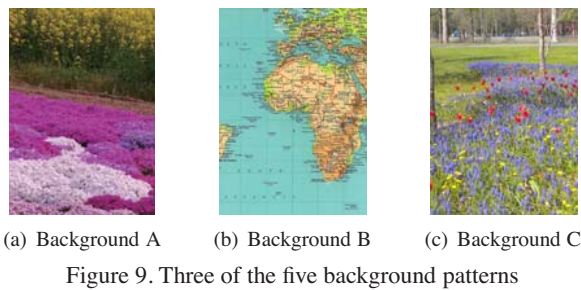 (a) Background A
(b) Background B
(c) Background C
Figure 9. Three of the five background patterns